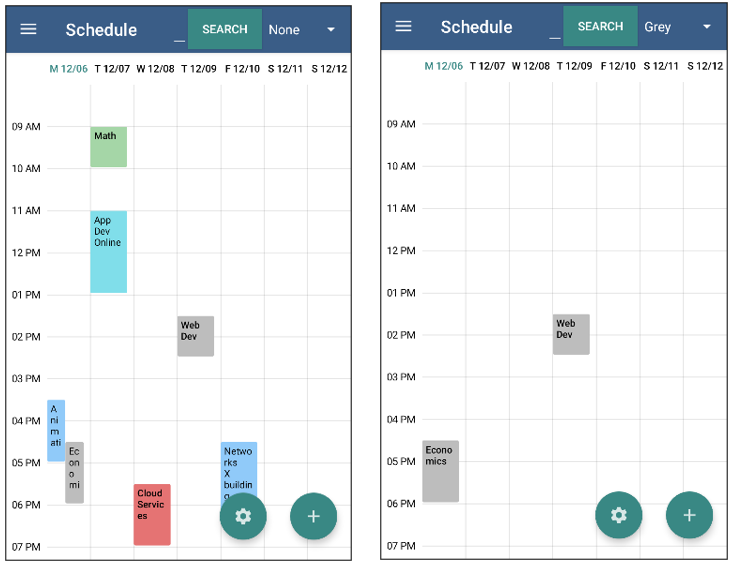 Schedule _ SEARCH None
M 12/06 T 12/07 W 12/08 T 12/09 F 12/10 S 12/11 S 12/12
09 AM
Math
10 AM
11 AM
App
Dev
Online
12 PM
01 PM
Web
Dev
02 PM
03 PM
A
ni
m
ati
04 PM
Ec
on
o
mi
Netwo
rks
X
buildin
g
05 PM
Cloud
Servic
es
06 PM
07 PM
Schedule _ SEARCH Grey
M 12/06 T 12/07 W 12/08 T 12/09 F 12/10 S 12/11 S 12/12
09 AM
10 AM
11 AM
12 PM
01 PM
Web
Dev
02 PM
03 PM
04 PM
Econo
mics
05 PM
06 PM
07 PM